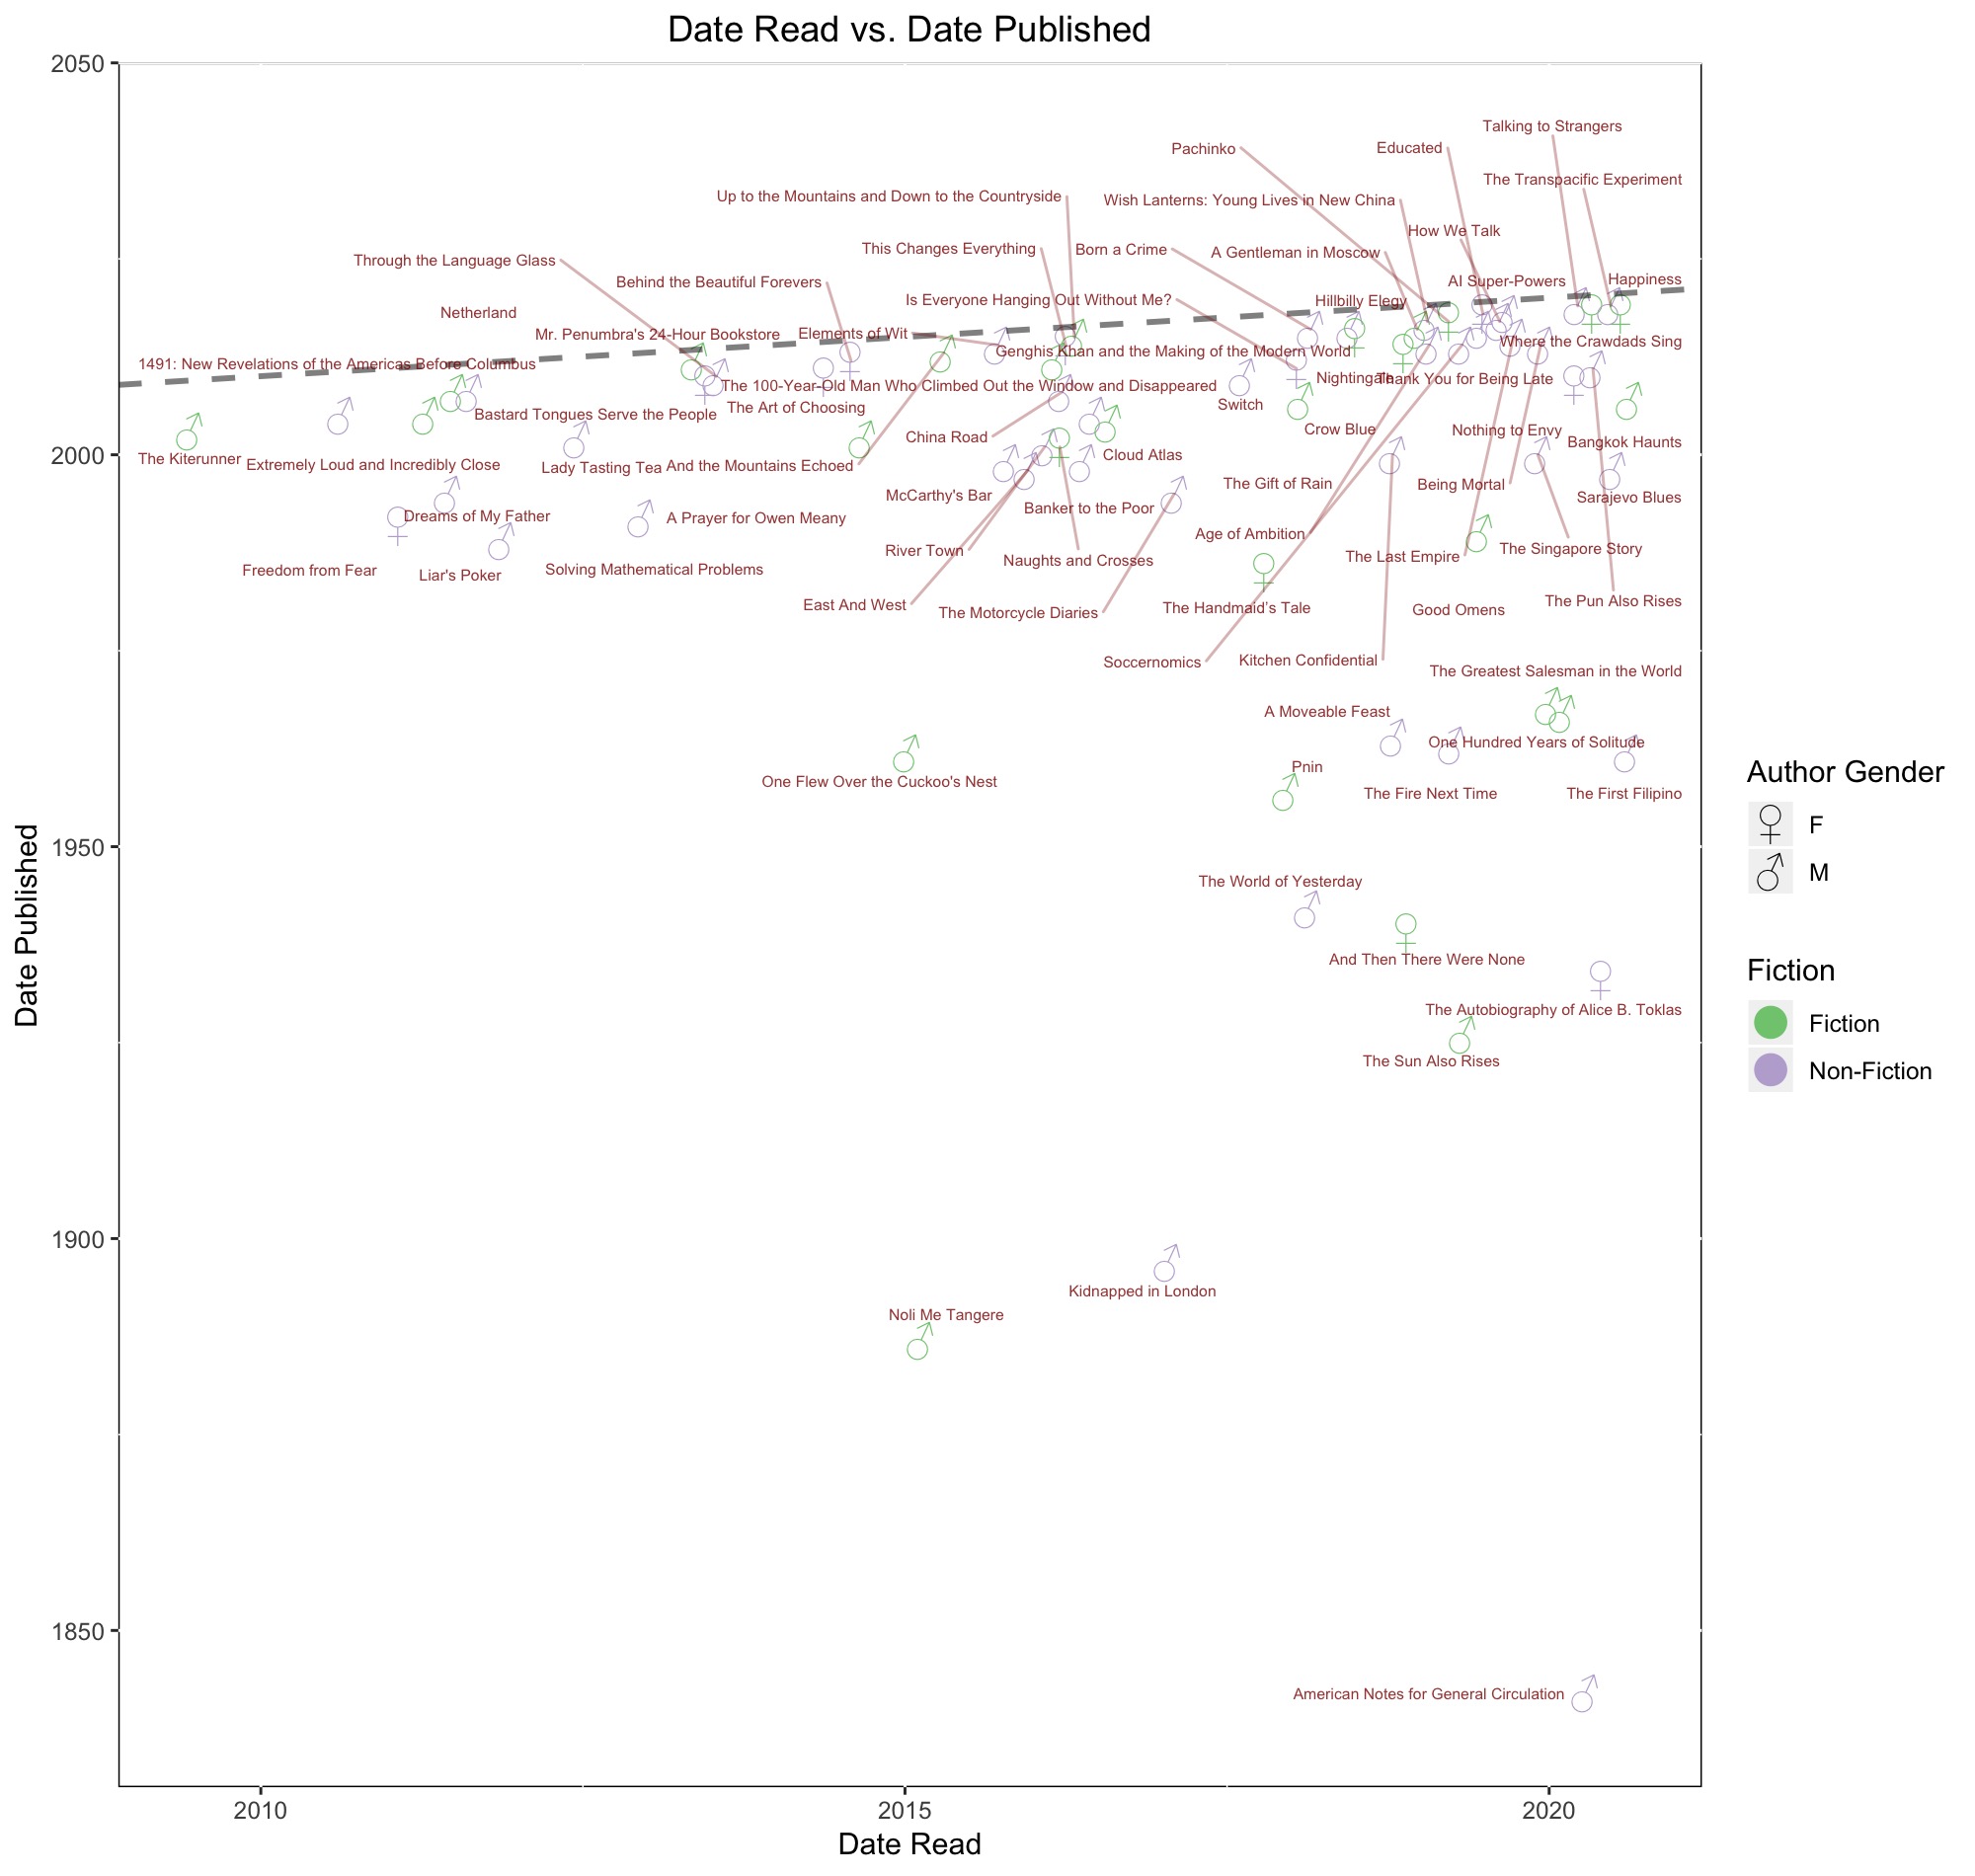 Date Read vs. Date Published
2050
Talking to Strangers
Pachinko
Educated
The Transpacific Experiment
Up to the Mountains and Down to the Countryside
Wish Lanterns: Young Lives in New China
How We Talk
This Changes Everything
Born a Crime
A Gentleman in Moscow
Through the Language Glass
Behind the Beautiful Forevers
AI Super-Powers
Happiness
Is Everyone Hanging Out Without Me?
Hillbilly Elegy
Netherland
Mr. Penumbra's 24-Hour Bookstore
Elements of Wit
Where the Crawdads Sing
Genghis Khan and the Making of the Modern World
1491: New Revelations of the Americas Before Columbus
Nightingale
Thank You for Being Late
The 100-Year-Old Man Who Climbed Out the Window and Disappeared
Bastard Tongues
Serve the People
The Art of Choosing
Switch
Crow Blue
China Road
Nothing to Envy
Bangkok Haunts
2000
The Kiterunner
Extremely Loud and Incredibly Close
Lady Tasting Tea
And the Mountains Echoed
Cloud Atlas
McCarthy's Bar
The Gift of Rain
Being Mortal
Sarajevo Blues
Dreams of My Father
A Prayer for Owen Meany
Banker to the Poor
Age of Ambition
River Town
Naughts and Crosses
The Last Empire
The Singapore Story
Freedom from Fear
Liar's Poker
Solving Mathematical Problems
East And West
The Motorcycle Diaries
The Handmaid's Tale
Good Omens
The Pun Also Rises
Soccernomics
Kitchen Confidential
The Greatest Salesman in the World
A Moveable Feast
One Hundred Years of Solitude
One Flew Over the Cuckoo's Nest
Pnin
The Fire Next Time
The First Filipino
1950
The World of Yesterday
And Then There Were None
The Autobiography of Alice B. Toklas
The Sun Also Rises
1900
Kidnapped in London
Noli Me Tangere
1850
American Notes for General Circulation
Date Published
2010
2015
2020
Date Read
Author Gender
F
M
Fiction
Fiction
Non-Fiction